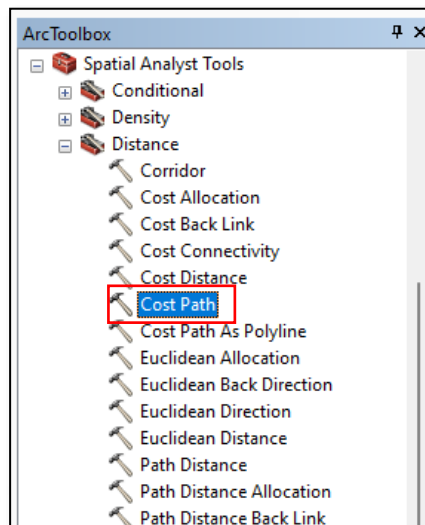 ArcToolbox
Spatial Analyst Tools
Conditional
Density
Distance
Corridor
Cost Allocation
Cost Back Link
Cost Connectivity
Cost Distance
Cost Path
Cost Path As Polyline
Euclidean Allocation
Euclidean Back Direction
Euclidean Direction
Euclidean Distance
Path Distance
Path Distance Allocation
Path Distance Back Link